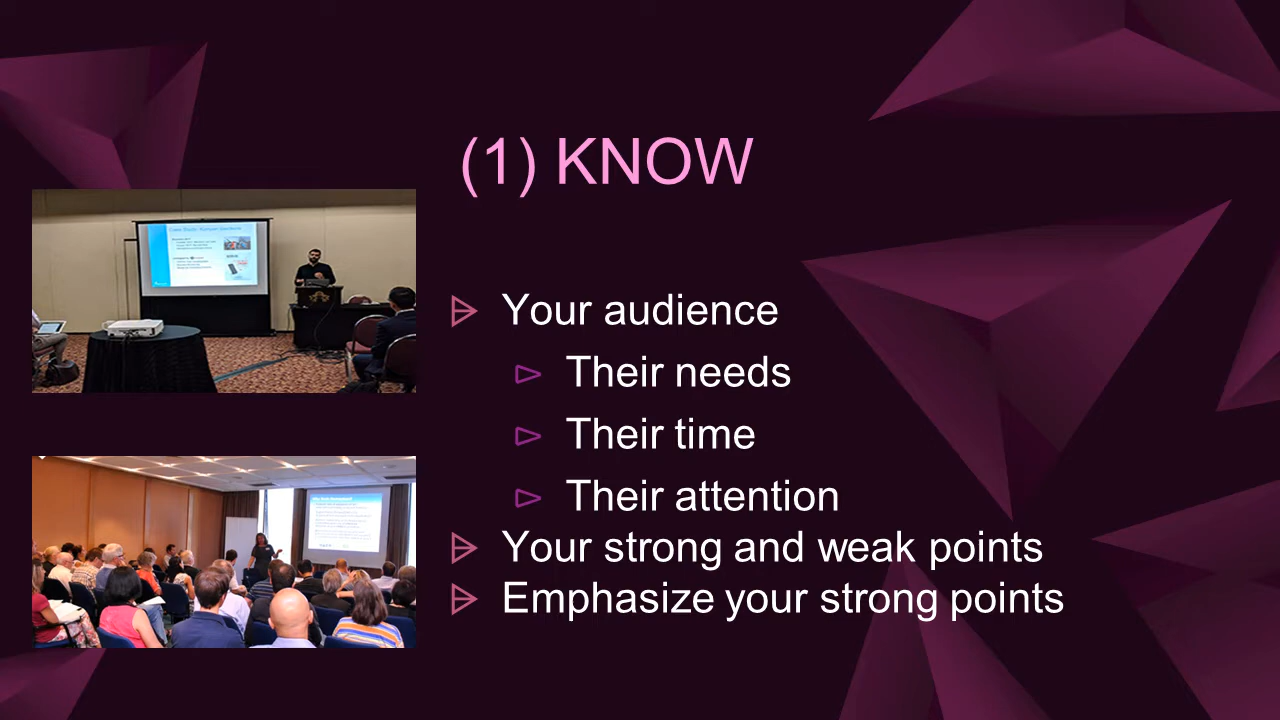 (1) KNOW
Your audience
Their needs
Their time
Their attention
Your strong and weak points
Emphasize your strong points